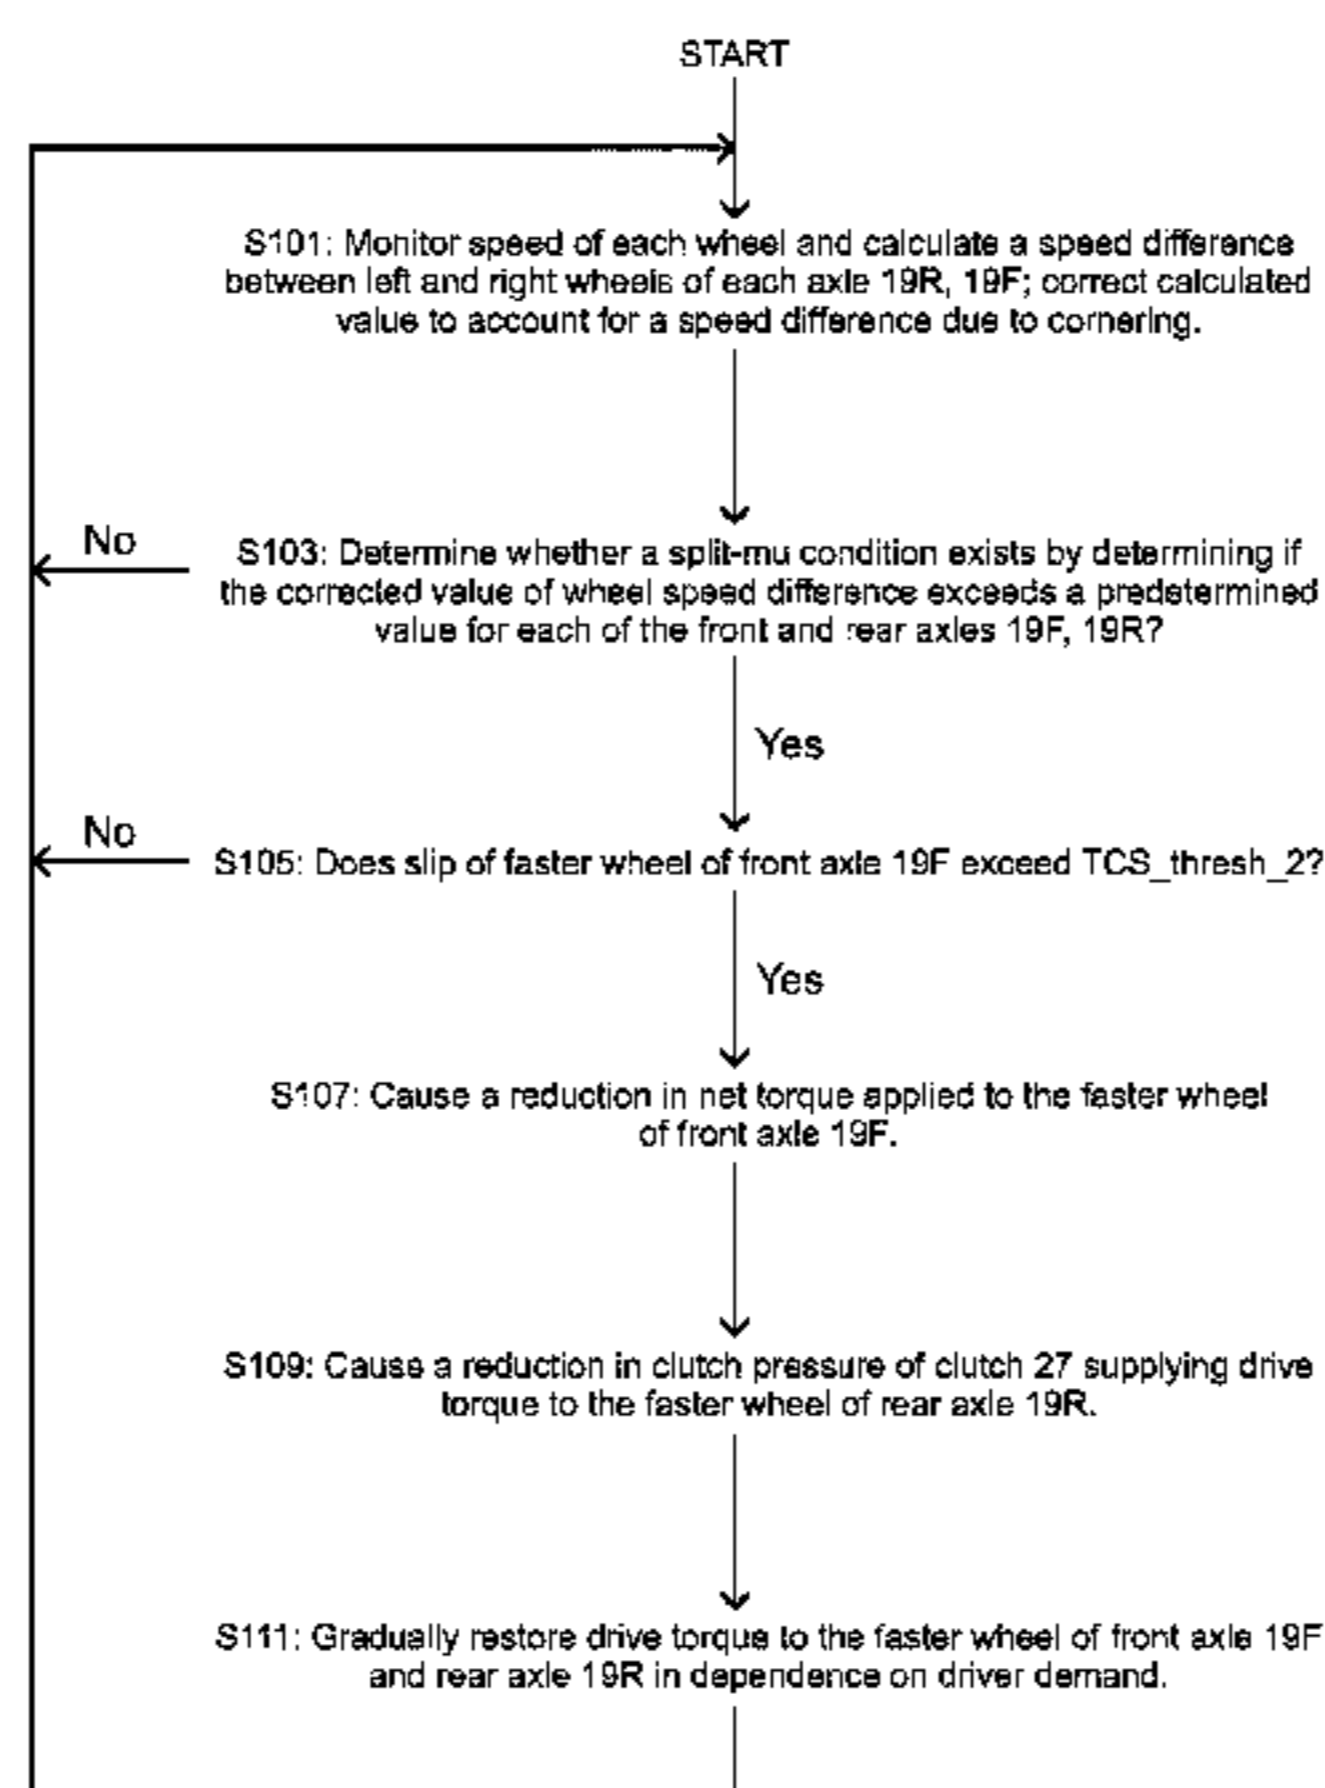 START
S101: Monitor speed of each wheel and calculate a speed difference
between left and right wheels of each axle 19R, 19F; correct calculated
value to account for a speed difference due to cornering.
No
S103: Determine whether a split-mu condition exists by determining if
the corrected value of wheel speed difference exceeds a predetermined
value for each of the front and rear axles 19F, 19R?
Yes
No
S105: Does slip of faster wheel of front axle 19F exceed TCS_thresh_2?
Yes
S107: Cause a reduction in net torque applied to the faster wheel
of front axle 19F.
S109: Cause a reduction in clutch pressure of clutch 27 supplying drive
torque to the faster wheel of rear axle 19R.
S111: Gradually restore drive torque to the faster wheel of front axle 19F
and rear axle 19R in dependence on driver demand.